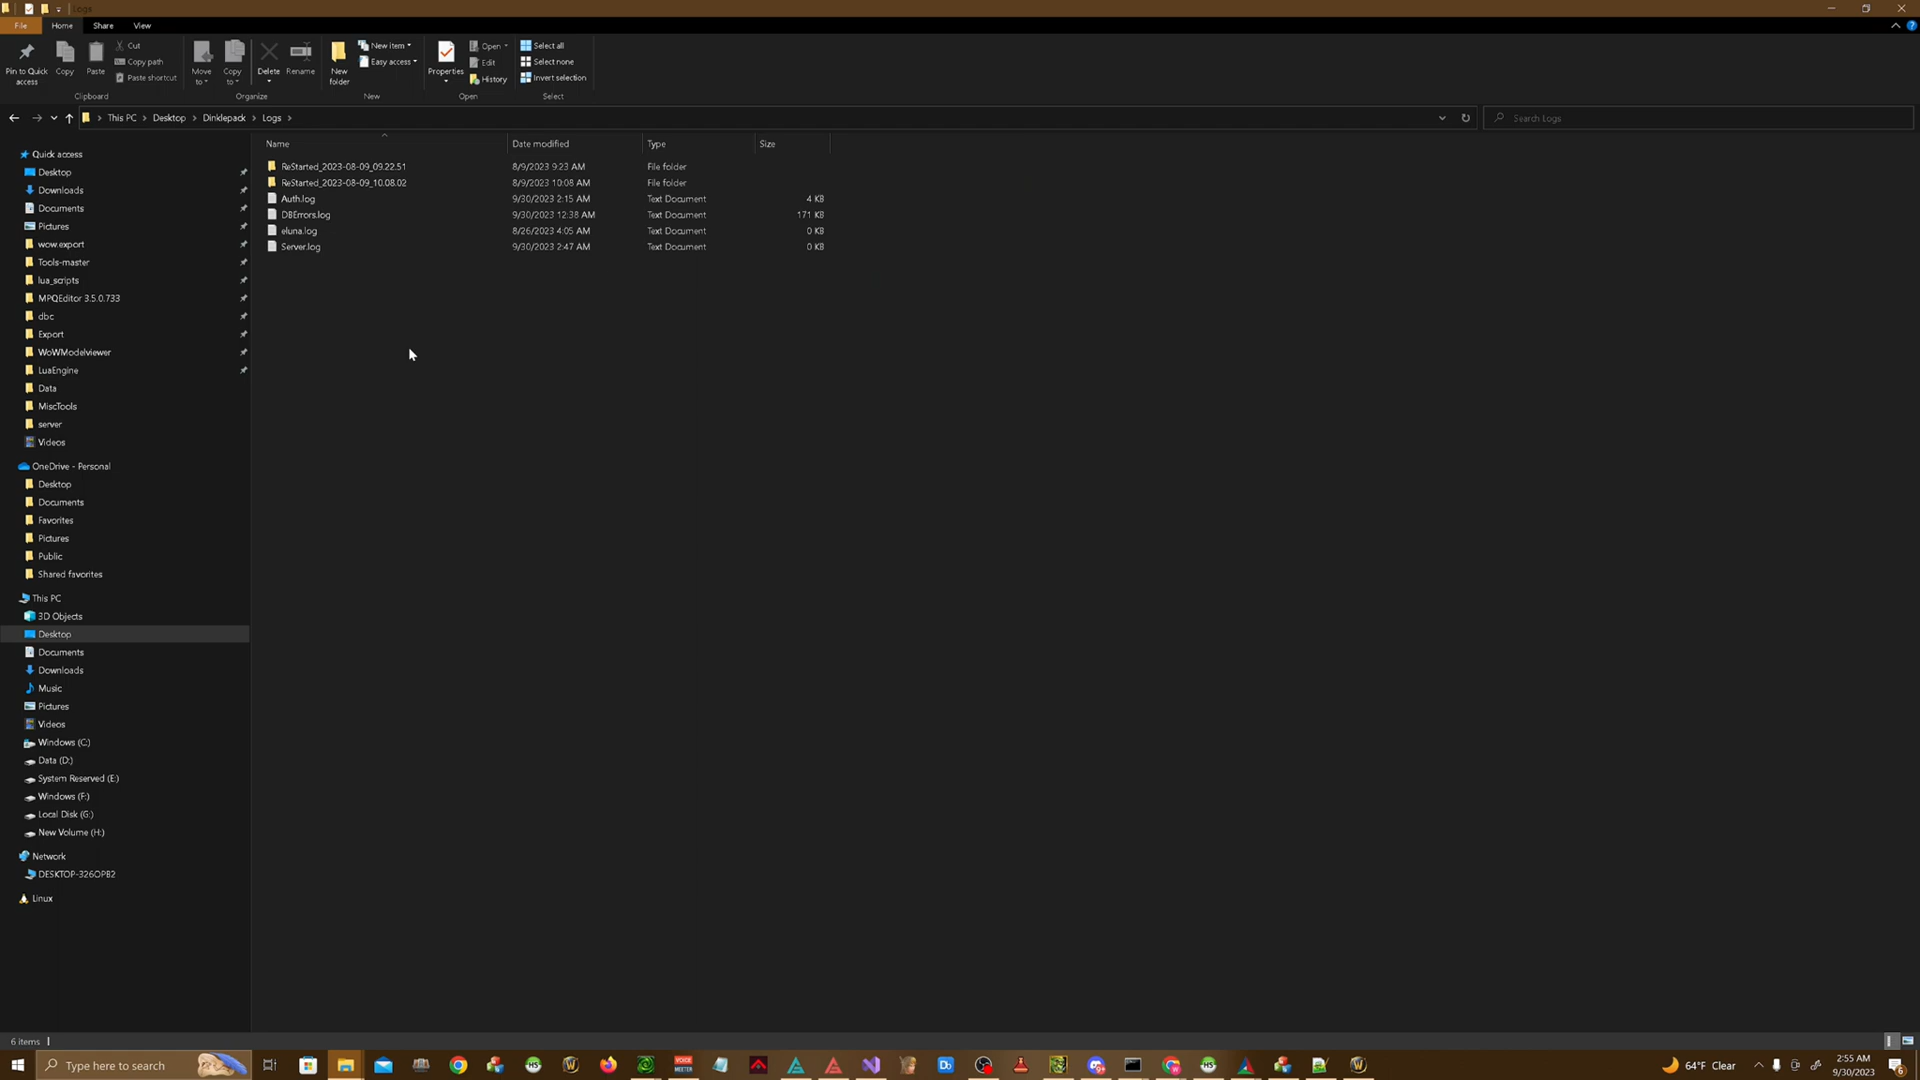 Logs
File Home Share View
Pin to Quick access
Copy
Paste
Cut
Copy path
Paste shortcut
Clipboard
Move to
Copy to
Delete
Rename
Organize
New folder
New item
Easy access
New
Properties
Open
Edit
History
Open
Select all
Select none
Invert selection
Select
This PC > Desktop > Dinklepack > Logs >
Search Logs
Name Date modified Type Size
ReStarted_2023-08-09_09.22.51 8/9/2023 9:23 AM File folder
ReStarted_2023-08-09_10.08.02 8/9/2023 10:08 AM File folder
Auth.log 9/30/2023 2:15 AM Text Document 4 KB
DBErrors.log 9/30/2023 12:38 AM Text Document 171 KB
eluna.log 8/26/2023 4:05 AM Text Document 0 KB
Server.log 9/30/2023 2:47 AM Text Document 0 KB
Quick access
Desktop
Downloads
Documents
Pictures
wow.export
Tools-master
lua_scripts
MPQEditor 3.5.0.733
dbc
Export
WoWModelviewer
LuaEngine
Data
MiscTools
server
Videos
OneDrive - Personal
Desktop
Documents
Favorites
Pictures
Public
Shared favorites
This PC
3D Objects
Desktop
Documents
Downloads
Music
Pictures
Videos
Windows (C:)
Data (D:)
System Reserved (E:)
Windows (F:)
Local Disk (G:)
New Volume (H:)
Network
DESKTOP-326OPB2
Linux
6 items
Type here to search
VOICE MEETER
64°F Clear
2:55 AM
9/30/2023